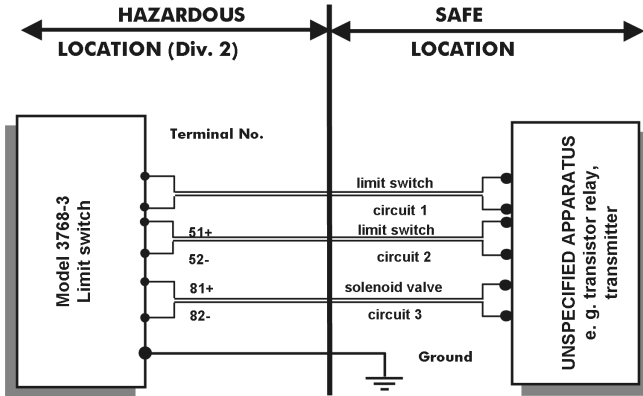 HAZARDOUS
LOCATION (Div. 2)
SAFE
LOCATION
Terminal No.
Model 3768-3
Limit switch
limit switch
circuit 1
51+
limit switch
52-
circuit 2
81+
solenoid valve
82-
circuit 3
Ground
UNSPECIFIED APPARATUS
e. g. transistor relay,
transmitter